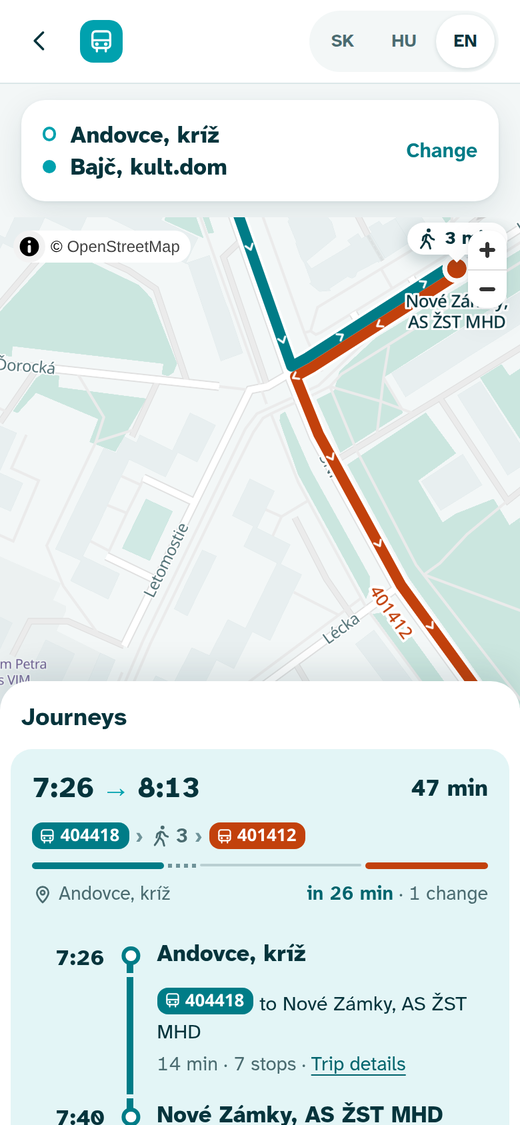 SK HU EN
Andovce, kríž
Bajč, kult.dom
Change
© OpenStreetMap
3
Nové
AS ŽST MHD
Ďorocká
Letomostie
401412
Lécka
m Petra
s VJM
Journeys
7:26 → 8:13 47 min
404418 › 3 › 401412
Andovce, kríž in 26 min · 1 change
7:26 Andovce, kríž
404418 to Nové Zámky, AS ŽST
MHD
14 min · 7 stops · Trip details
7:40 Nové Zámky, AS ŽST MHD